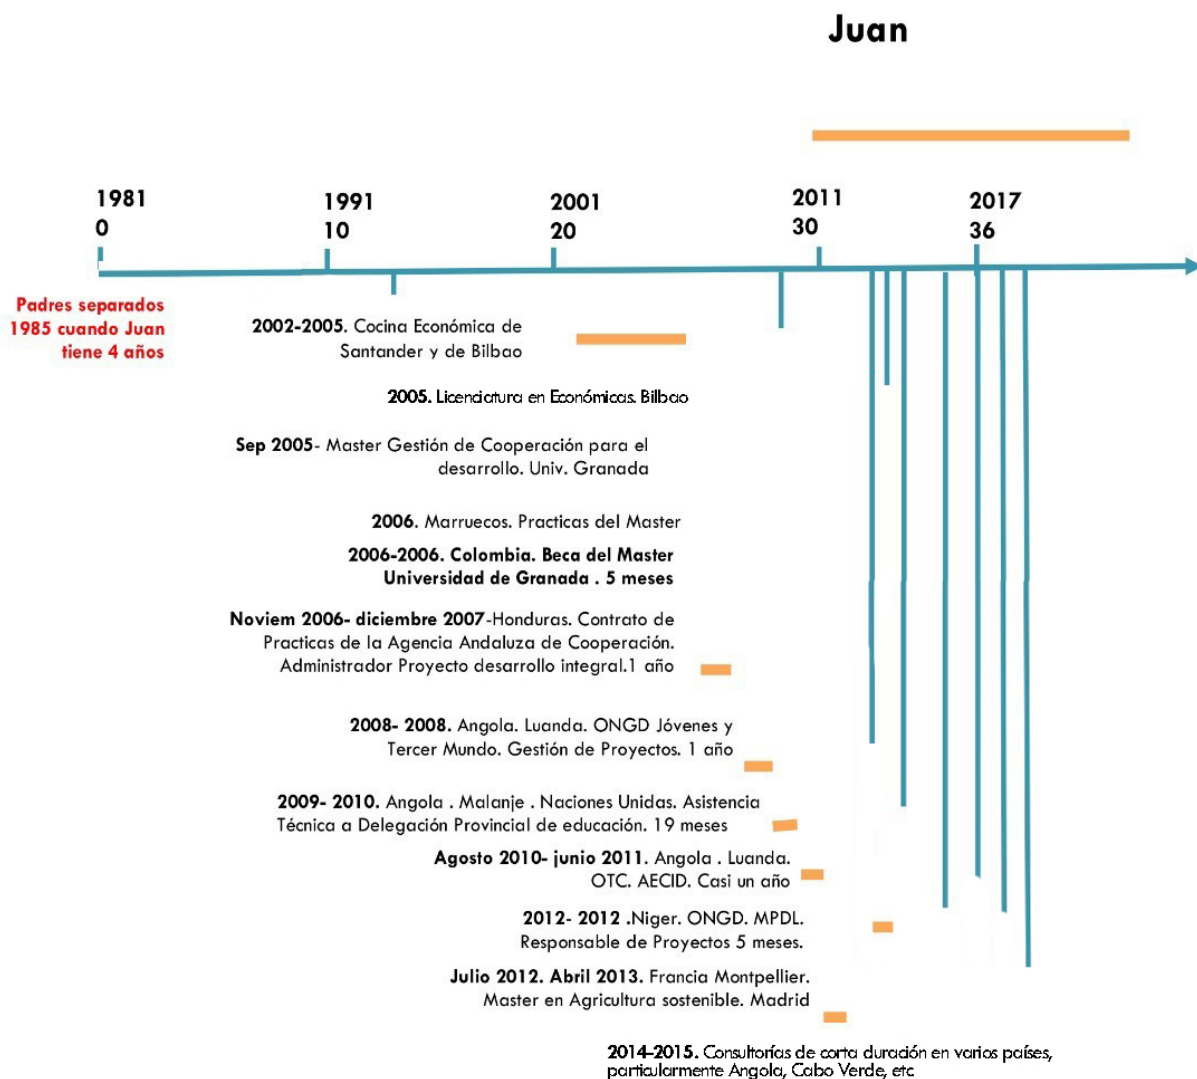 Juan
1981
0
1991
10
2001
20
2011
30
2017
36
Padres separados
1985 cuando Juan
tiene 4 años
2002-2005. Cocina Económica de
Santander y de Bilbao
2005. Licenciatura en Económicas. Bilbao
Sep 2005- Master Gestión de Cooperación para el
desarrollo. Univ. Granada
2006. Marruecos. Practicas del Master
2006-2006. Colombia. Beca del Master
Universidad de Granada . 5 meses
Noviem 2006- diciembre 2007-Honduras. Contrato de
Practicas de la Agencia Andaluza de Cooperación.
Administrador Proyecto desarrollo integral.1 año
2008- 2008. Angola. Luanda. ONGD Jóvenes y
Tercer Mundo. Gestión de Proyectos. 1 año
2009- 2010. Angola . Malanje . Naciones Unidas. Asistencia
Técnica a Delegación Provincial de educación. 19 meses
Agosto 2010- junio 2011. Angola . Luanda.
OTC. AECID. Casi un año
2012- 2012 .Niger. ONGD. MPDL.
Responsable de Proyectos 5 meses.
Julio 2012. Abril 2013. Francia Montpellier.
Master en Agricultura sostenible. Madrid
2014-2015. Consultorías de corta duración en varios países,
particularmente Angola, Cabo Verde, etc